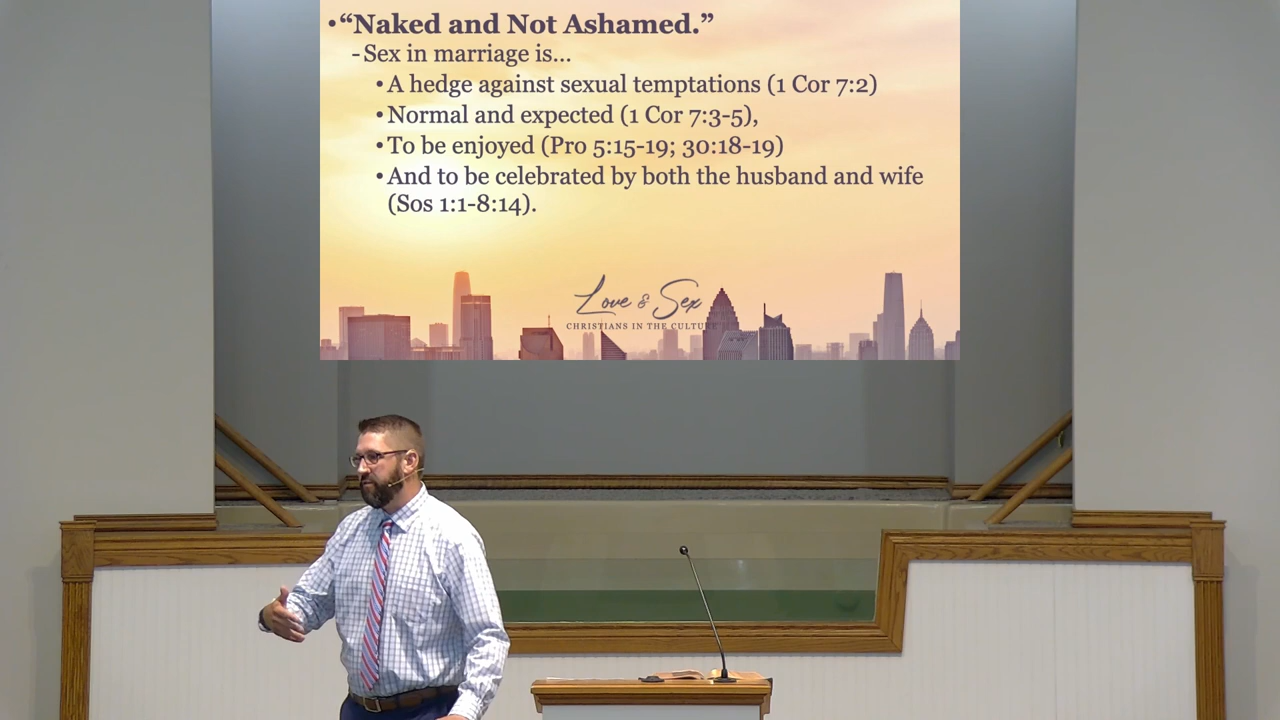 •“Naked and Not Ashamed.”
- Sex in marriage is...
• A hedge against sexual temptations (1 Cor 7:2)
• Normal and expected (1 Cor 7:3-5),
• To be enjoyed (Pro 5:15-19; 30:18-19)
• And to be celebrated by both the husband and wife
(Sos 1:1-8:14).
Love & Sex
CHRISTIANS IN THE CULTURE